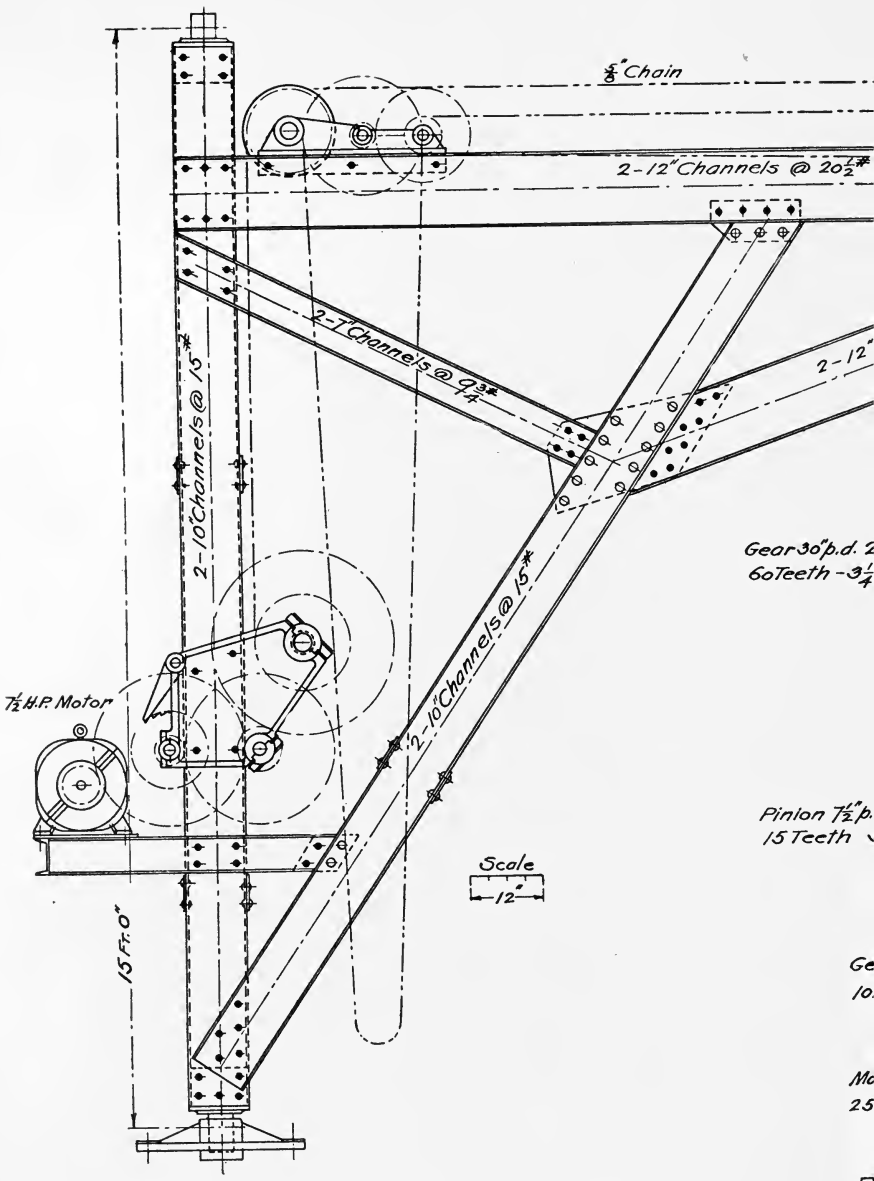 5/8" Chain
2-12" Channels @ 20 1/2 #
2-7" Channels @ 9 3/4 #
2-10" Channels @ 15 #
2-12"
Gear 30" p.d. 2
60 Teeth - 3 1/4
2-10" Channels @ 15 #
7 1/2 H.P. Motor
Pinion 7 1/2" p.
15 Teeth
Scale
12"
15 Ft. 0"
Ge
10
Mo
25